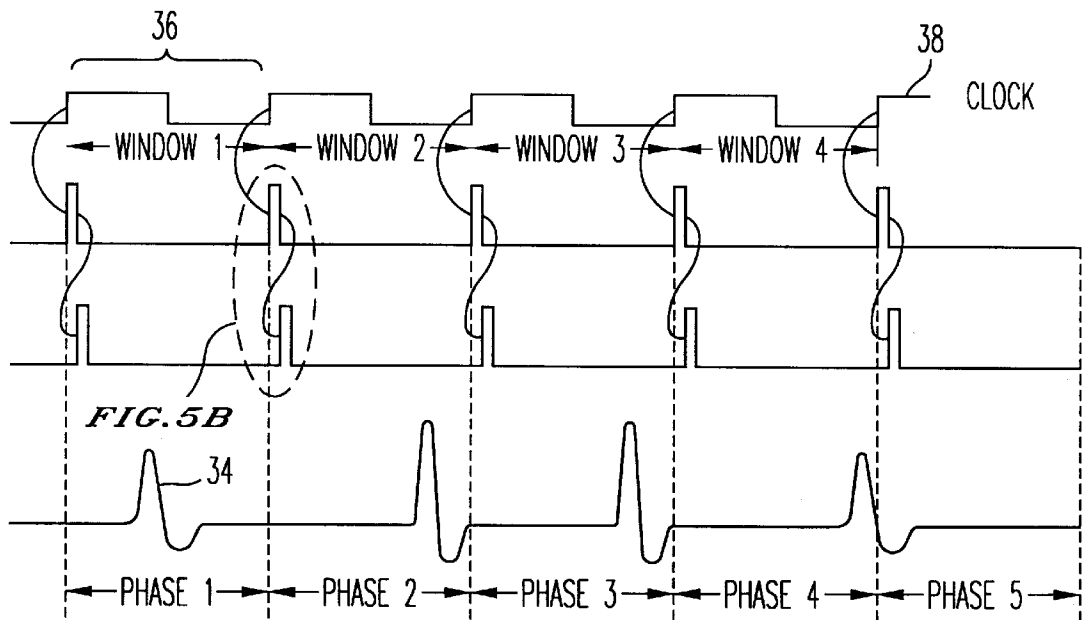 36
38
CLOCK
WINDOW 1
WINDOW 2
WINDOW 3
WINDOW 4
FIG.5B
34
PHASE 1
PHASE 2
PHASE 3
PHASE 4
PHASE 5